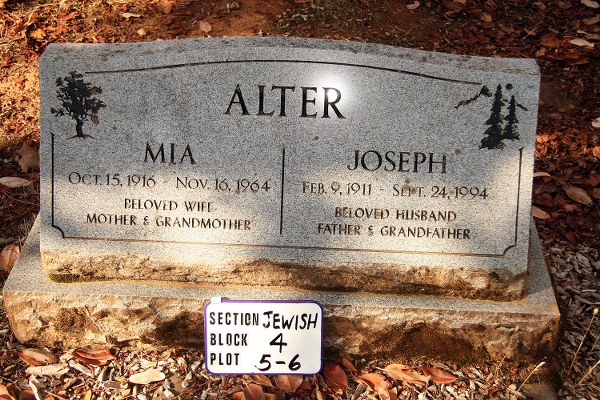 ALTER
MIA
OCT. 15, 1916 - NOV. 16, 1964
BELOVED WIFE
MOTHER & GRANDMOTHER
JOSEPH
FEB. 9, 1911 - SEPT. 24, 1994
BELOVED HUSBAND
FATHER & GRANDFATHER
SECTION JEWISH
BLOCK 4
PLOT 5-6